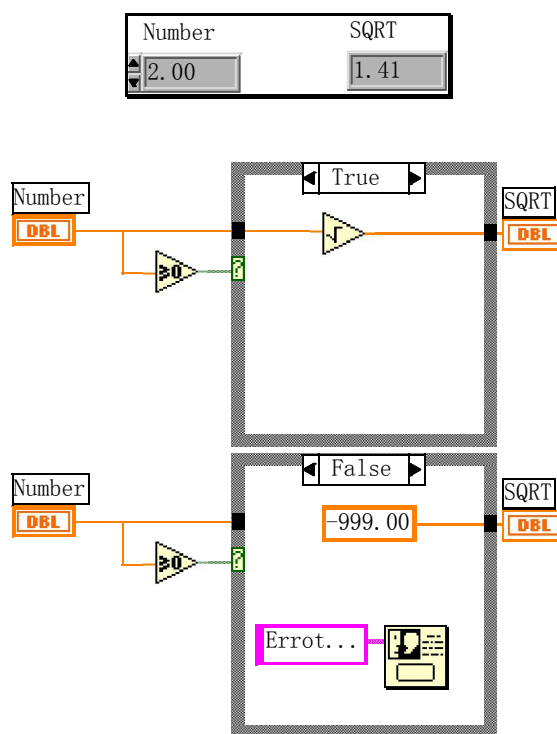 Number SQRT
2.00 1.41
True
Number SQRT
DBL DBL
≥0 ?
False
Number SQRT
DBL -999.00 DBL
≥0 ?
Errot...